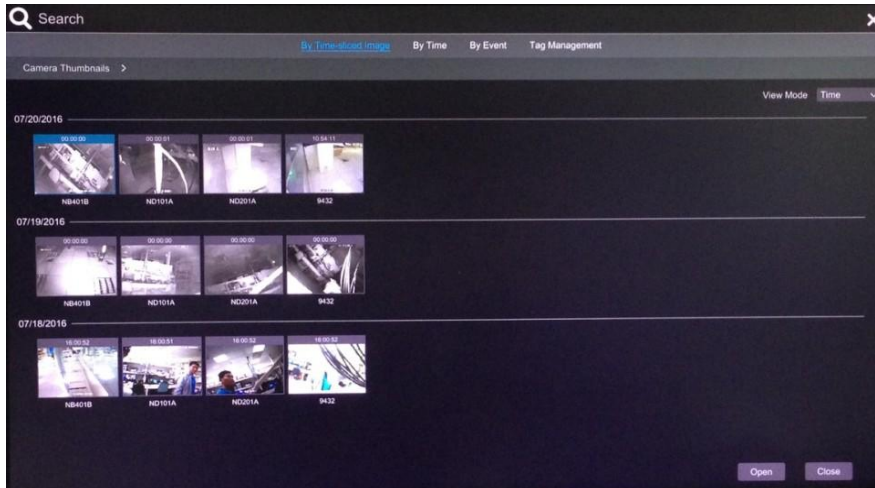 Search
By Time-sliced Image By Time By Event Tag Management
Camera Thumbnails >
View Mode Time
07/20/2016
00:00:00 00:00:01 00:00:01 10:54:11
NB401B ND101A ND201A 9432
07/19/2016
00:00:00 00:00:00 00:00:00 00:00:00
NB401B ND101A ND201A 9432
07/18/2016
16:00:52 16:00:51 16:00:52 16:00:52
NB401B ND101A ND201A 9432
Open Close